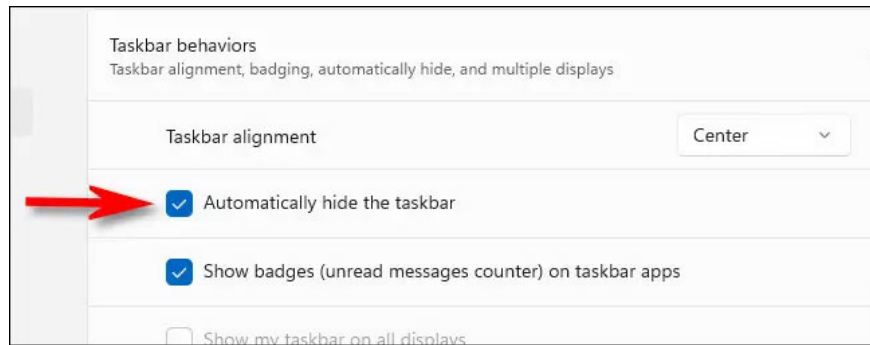 Taskbar behaviors
Taskbar alignment, badging, automatically hide, and multiple displays
Taskbar alignment
Center
Automatically hide the taskbar
Show badges (unread messages counter) on taskbar apps
Show my taskbar on all displays